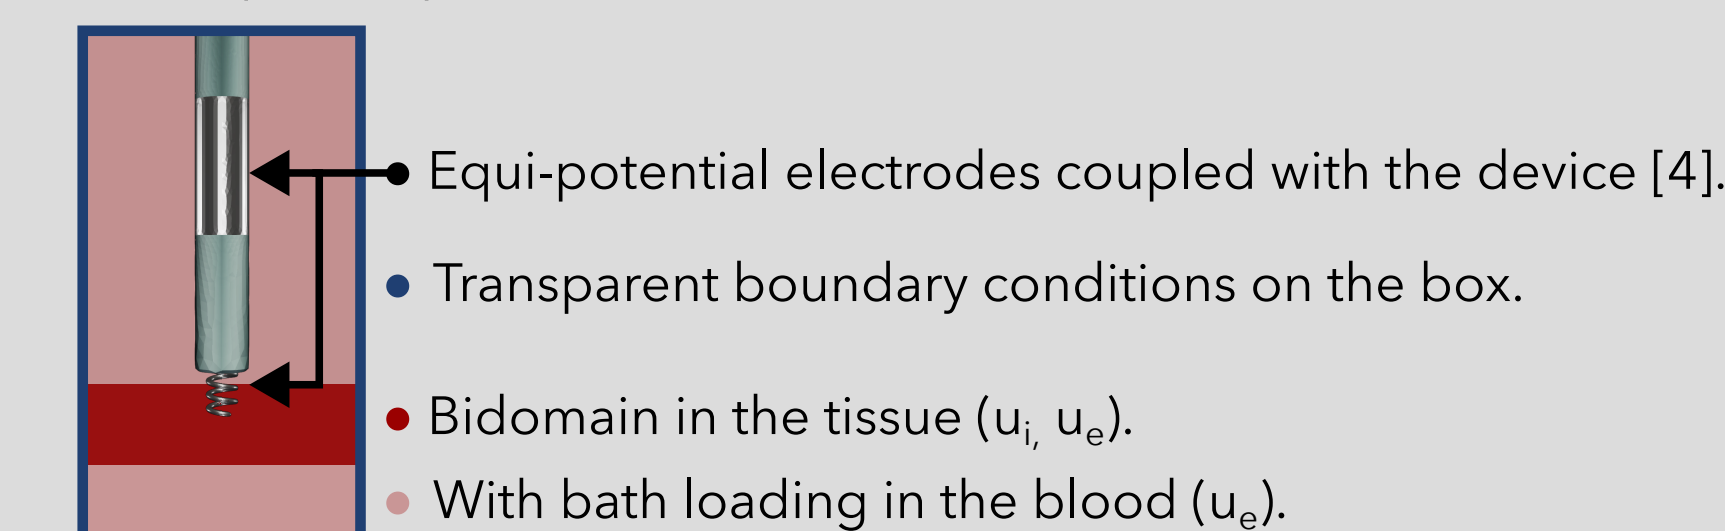 Equi-potential electrodes coupled with the device [4].
Transparent boundary conditions on the box.
Bidomain in the tissue (uᵢ, uₑ).
With bath loading in the blood (uₑ).